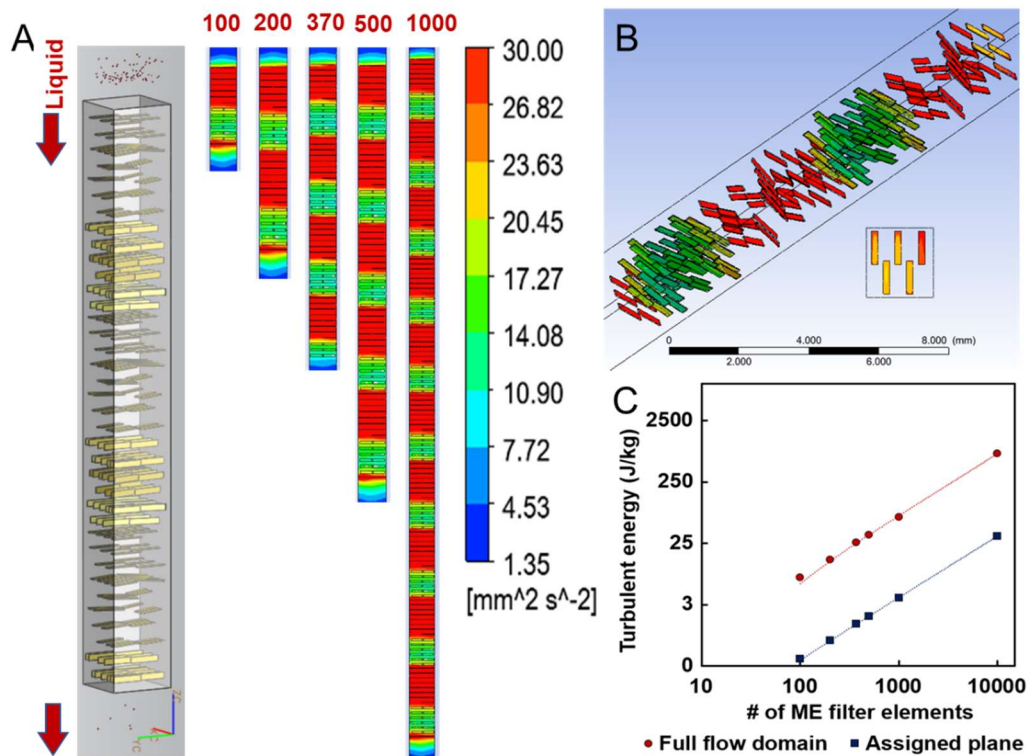 A
Liquid
100 200 370 500 1000
30.00
26.82
23.63
20.45
17.27
14.08
10.90
7.72
4.53
1.35
[mm^2 s^-2]
ZC
XC
YC
B
0 4.000 8.000 (mm)
2.000 6.000
C
Turbulent energy (J/kg)
2500
250
25
3
0
10 100 1000 10000
# of ME filter elements
Full flow domain Assigned plane